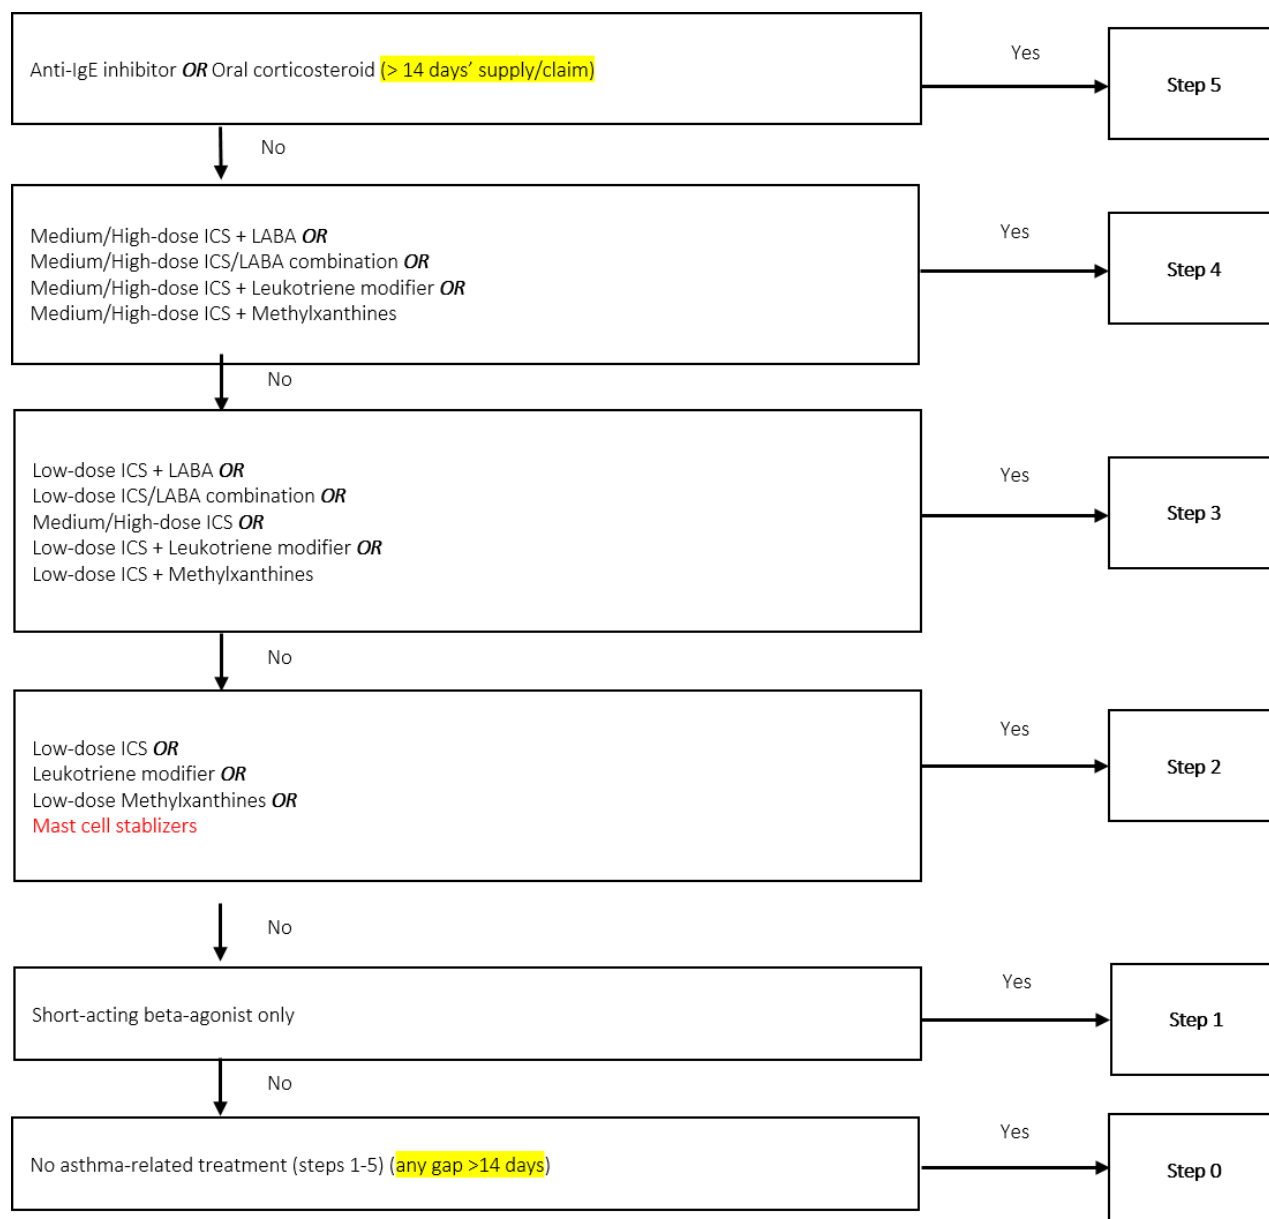 Anti-IgE inhibitor OR Oral corticosteroid (> 14 days’ supply/claim)
Yes
Step 5
No
Medium/High-dose ICS + LABA OR
Medium/High-dose ICS/LABA combination OR
Medium/High-dose ICS + Leukotriene modifier OR
Medium/High-dose ICS + Methylxanthines
Yes
Step 4
No
Low-dose ICS + LABA OR
Low-dose ICS/LABA combination OR
Medium/High-dose ICS OR
Low-dose ICS + Leukotriene modifier OR
Low-dose ICS + Methylxanthines
Yes
Step 3
No
Low-dose ICS OR
Leukotriene modifier OR
Low-dose Methylxanthines OR
Mast cell stablizers
Yes
Step 2
No
Short-acting beta-agonist only
Yes
Step 1
No
No asthma-related treatment (steps 1-5) (any gap >14 days)
Yes
Step 0